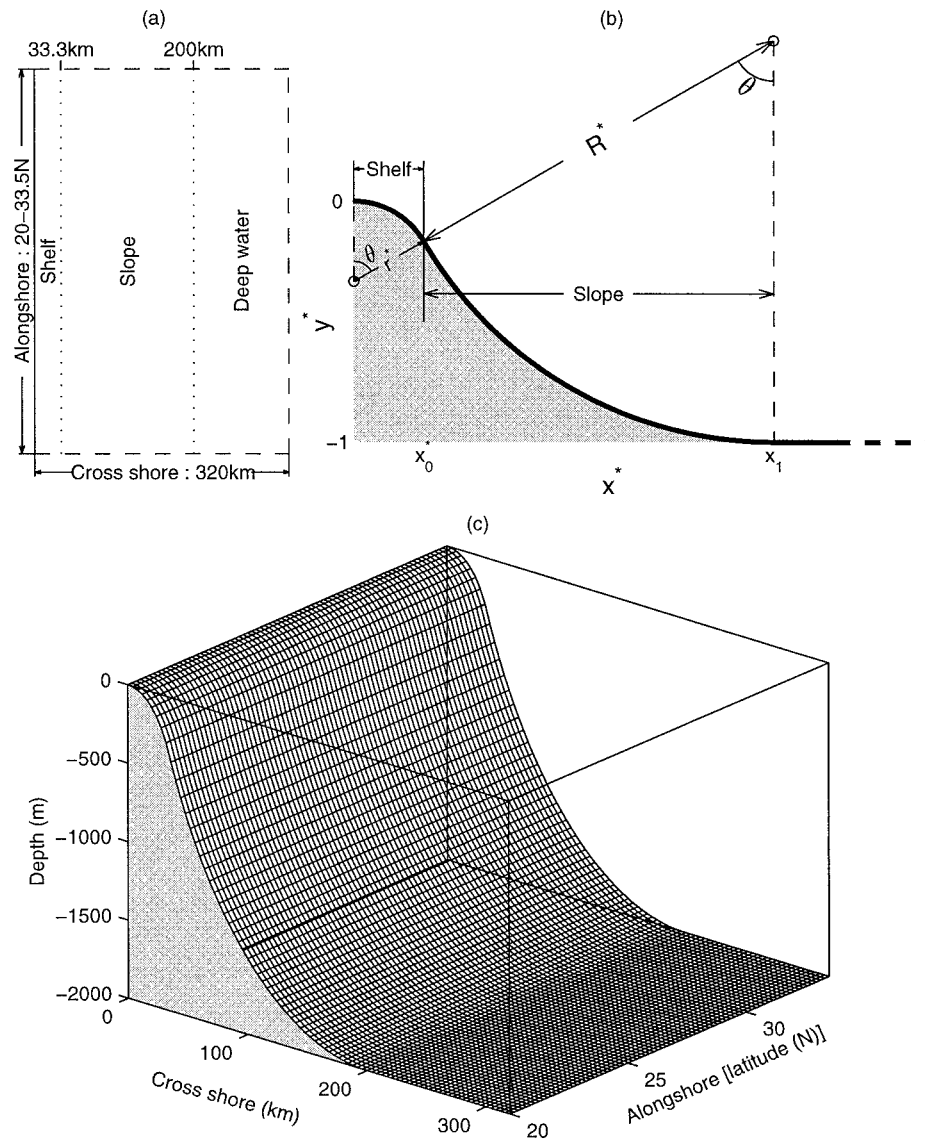 (a)
33.3km 200km
Alongshore : 20−33.5N
Shelf
Slope
Deep water
Cross shore : 320km
(b)
θ
R*
Shelf
0
θ
r*
Slope
y*
−1
x*0 x1
x*
(c)
0
−500
−1000
−1500
−2000
Depth (m)
0
100
200
300
Cross shore (km)
20
25
30
Alongshore [latitude (N)]